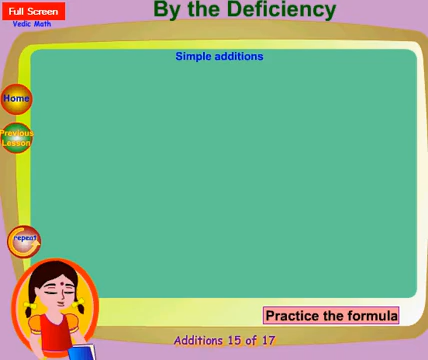 By the Deficiency
Full Screen
Vedic Math
Simple additions
Home
Previous
Lesson
repeat
Practice the formula
Additions 15 of 17